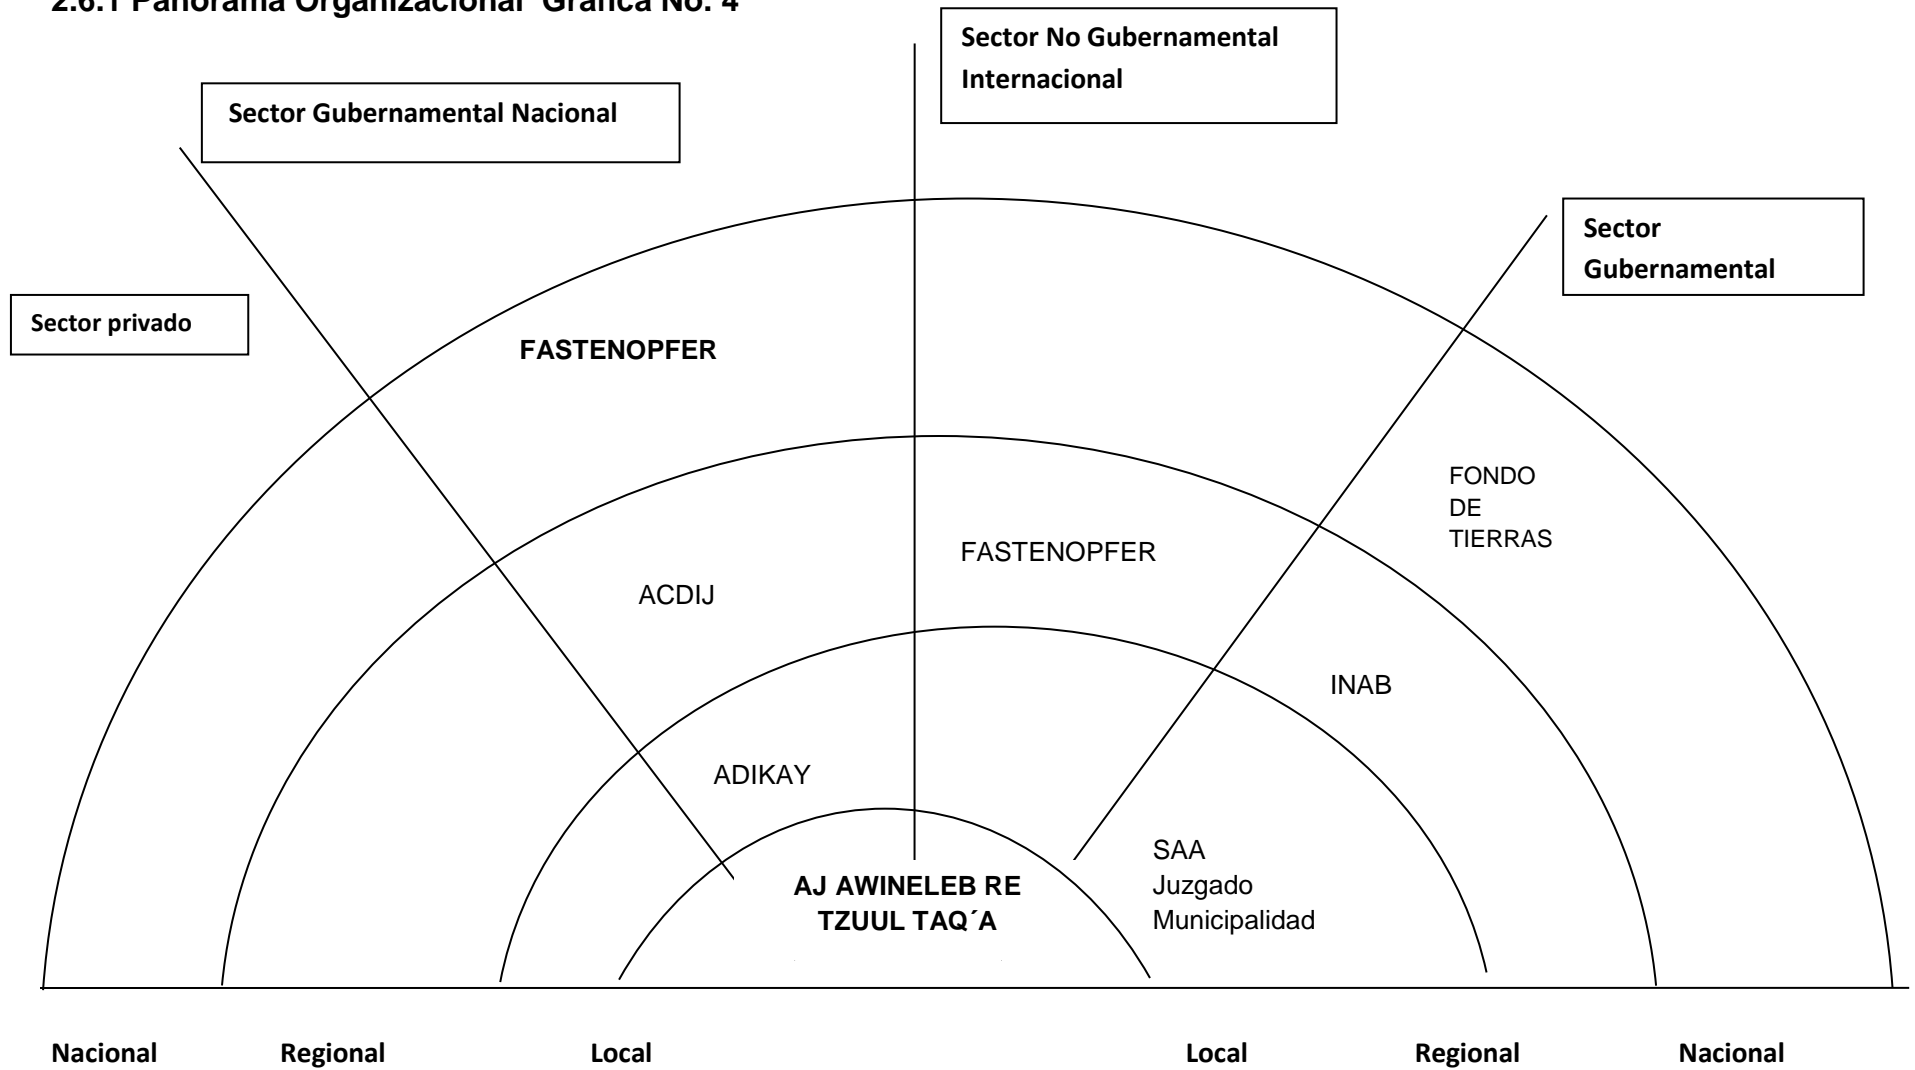 2.6.1 Panorama Organizacional Gráfica No. 4
Sector No Gubernamental
Internacional
Sector Gubernamental Nacional
Sector
Gubernamental
Sector privado
FASTENOPFER
FONDO
DE
TIERRAS
FASTENOPFER
ACDIJ
INAB
ADIKAY
SAA
Juzgado
Municipalidad
AJ AWINELEB RE
TZUUL TAQ´A
Nacional Regional Local Local Regional Nacional